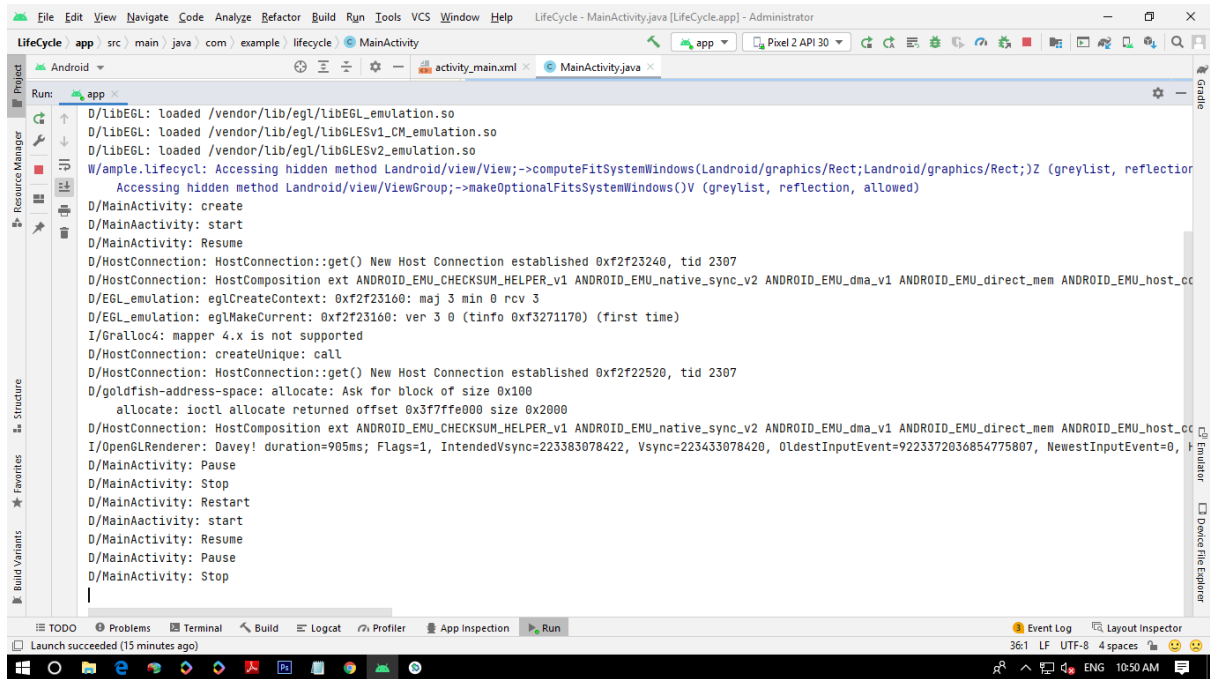 File Edit View Navigate Code Analyze Refactor Build Run Tools VCS Window Help LifeCycle - MainActivity.java [LifeCycle.app] - Administrator
LifeCycle app src main java com example lifecycle MainActivity app Pixel 2 API 30
Project
Android activity_main.xml MainActivity.java
Gradle
Run: app
D/libEGL: loaded /vendor/lib/egl/libEGL_emulation.so
D/libEGL: loaded /vendor/lib/egl/libGLESv1_CM_emulation.so
D/libEGL: loaded /vendor/lib/egl/libGLESv2_emulation.so
Resource Manager
W/ample.lifecycl: Accessing hidden method Landroid/view/View;->computeFitSystemWindows(Landroid/graphics/Rect;Landroid/graphics/Rect;)Z (greylist, reflection
Accessing hidden method Landroid/view/ViewGroup;->makeOptionalFitsSystemWindows()V (greylist, reflection, allowed)
D/MainActivity: create
D/MainAactivity: start
D/MainActivity: Resume
D/HostConnection: HostConnection::get() New Host Connection established 0xf2f23240, tid 2307
D/HostConnection: HostComposition ext ANDROID_EMU_CHECKSUM_HELPER_v1 ANDROID_EMU_native_sync_v2 ANDROID_EMU_dma_v1 ANDROID_EMU_direct_mem ANDROID_EMU_host_co
D/EGL_emulation: eglCreateContext: 0xf2f23160: maj 3 min 0 rcv 3
D/EGL_emulation: eglMakeCurrent: 0xf2f23160: ver 3 0 (tinfo 0xf3271170) (first time)
I/Gralloc4: mapper 4.x is not supported
D/HostConnection: createUnique: call
D/HostConnection: HostConnection::get() New Host Connection established 0xf2f22520, tid 2307
D/goldfish-address-space: allocate: Ask for block of size 0x100
allocate: ioctl allocate returned offset 0x3f7ffe000 size 0x2000
Structure
D/HostConnection: HostComposition ext ANDROID_EMU_CHECKSUM_HELPER_v1 ANDROID_EMU_native_sync_v2 ANDROID_EMU_dma_v1 ANDROID_EMU_direct_mem ANDROID_EMU_host_co
I/OpenGLRenderer: Davey! duration=905ms; Flags=1, IntendedVsync=223383078422, Vsync=223433078420, OldestInputEvent=9223372036854775807, NewestInputEvent=0, H
Emulator
D/MainActivity: Pause
D/MainActivity: Stop
Favorites
D/MainActivity: Restart
D/MainAactivity: start
D/MainActivity: Resume
D/MainActivity: Pause
D/MainActivity: Stop
Device File Explorer
Build Variants
TODO Problems Terminal Build Logcat Profiler App Inspection Run 3 Event Log Layout Inspector
Launch succeeded (15 minutes ago) 36:1 LF UTF-8 4 spaces
Ps ENG 10:50 AM